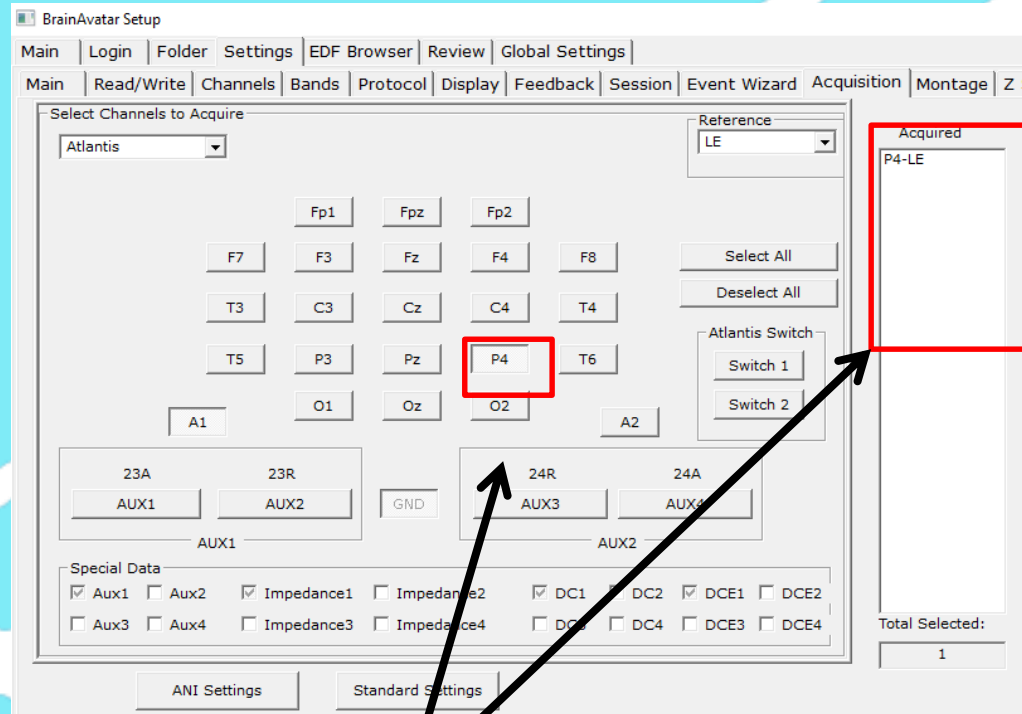 BrainAvatar Setup
Main Login Folder Settings EDF Browser Review Global Settings
Main Read/Write Channels Bands Protocol Display Feedback Session Event Wizard Acquisition Montage Z
Select Channels to Acquire
Reference
Acquired
Atlantis
LE
P4-LE
Fp1 Fpz Fp2
F7 F3 Fz F4 F8
Select All
Deselect All
T3 C3 Cz C4 T4
Atlantis Switch
T5 P3 Pz P4 T6
Switch 1
O1 Oz O2
Switch 2
A1 A2
23A 23R 24R 24A
AUX1 AUX2 GND AUX3 AUX4
AUX1 AUX2
Special Data
Aux1 Aux2 Impedance1 Impedance2 DC1 DC2 DCE1 DCE2
Aux3 Aux4 Impedance3 Impedance4 DC3 DC4 DCE3 DCE4
Total Selected:
1
ANI Settings Standard Settings